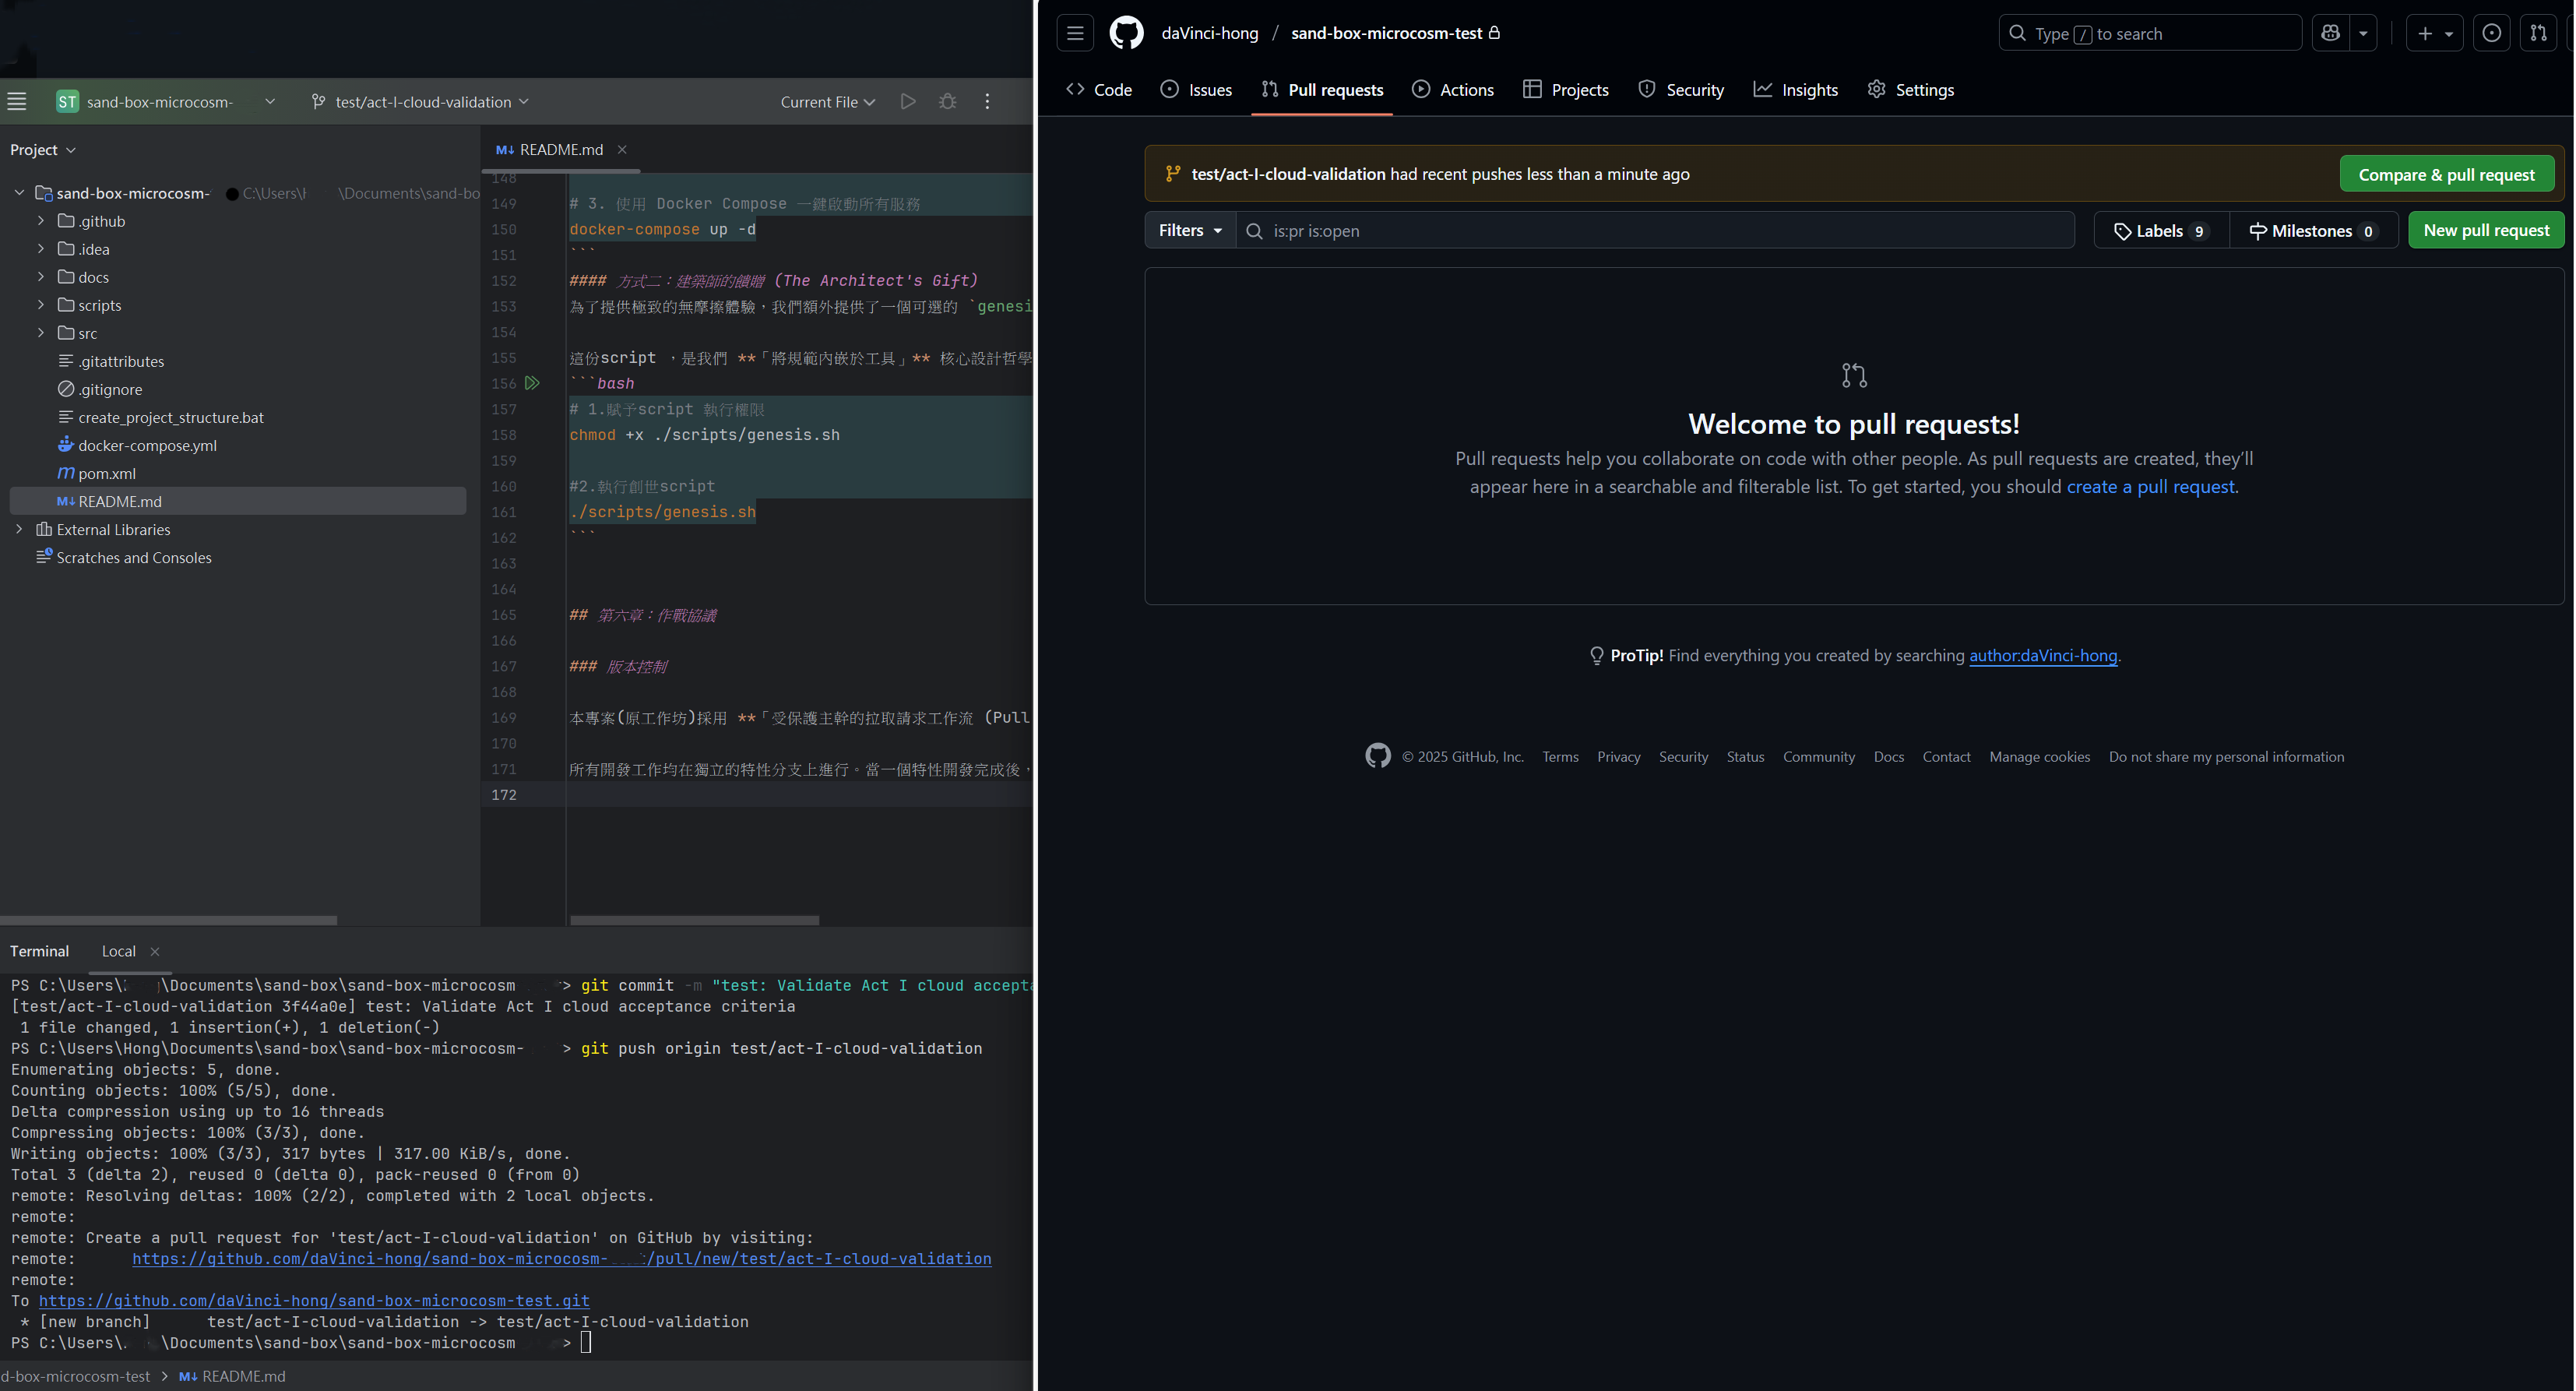 ST sand-box-microcosm-
test/act-I-cloud-validation
Current File
Project
README.md
sand-box-microcosm- C:\Users\ \Documents\sand-bo
.github
.idea
docs
scripts
src
.gitattributes
.gitignore
create_project_structure.bat
docker-compose.yml
pom.xml
README.md
External Libraries
Scratches and Consoles
148
149 # 3. 使用 Docker Compose 一鍵啟動所有服務
150 docker-compose up -d
151 ```
152 #### 方式二：建築師的饋贈 (The Architect's Gift)
153 為了提供極致的無摩擦體驗，我們額外提供了一個可選的 `genesi
154
155 這份script ，是我們 **「將規範內嵌於工具」** 核心設計哲學
156 ```bash
157 # 1.賦予script 執行權限
158 chmod +x ./scripts/genesis.sh
159
160 #2.執行創世script
161 ./scripts/genesis.sh
162 ```
163
164
165 ## 第六章：作戰協議
166
167 ### 版本控制
168
169 本專案(原工作坊)採用 **「受保護主幹的拉取請求工作流 (Pull
170
171 所有開發工作均在獨立的特性分支上進行。當一個特性開發完成後，
172
Terminal Local
PS C:\Users\ \Documents\sand-box\sand-box-microcosm > git commit -m "test: Validate Act I cloud accepta
[test/act-I-cloud-validation 3f44a0e] test: Validate Act I cloud acceptance criteria
1 file changed, 1 insertion(+), 1 deletion(-)
PS C:\Users\Hong\Documents\sand-box\sand-box-microcosm- > git push origin test/act-I-cloud-validation
Enumerating objects: 5, done.
Counting objects: 100% (5/5), done.
Delta compression using up to 16 threads
Compressing objects: 100% (3/3), done.
Writing objects: 100% (3/3), 317 bytes | 317.00 KiB/s, done.
Total 3 (delta 2), reused 0 (delta 0), pack-reused 0 (from 0)
remote: Resolving deltas: 100% (2/2), completed with 2 local objects.
remote:
remote: Create a pull request for 'test/act-I-cloud-validation' on GitHub by visiting:
remote: https://github.com/daVinci-hong/sand-box-microcosm- /pull/new/test/act-I-cloud-validation
remote:
To https://github.com/daVinci-hong/sand-box-microcosm-test.git
* [new branch] test/act-I-cloud-validation -> test/act-I-cloud-validation
PS C:\Users\ \Documents\sand-box\sand-box-microcosm >
d-box-microcosm-test > README.md
daVinci-hong / sand-box-microcosm-test
Type / to search
Code
Issues
Pull requests
Actions
Projects
Security
Insights
Settings
test/act-I-cloud-validation had recent pushes less than a minute ago
Compare & pull request
Filters
is:pr is:open
Labels 9
Milestones 0
New pull request
Welcome to pull requests!
Pull requests help you collaborate on code with other people. As pull requests are created, they’ll
appear here in a searchable and filterable list. To get started, you should create a pull request.
ProTip! Find everything you created by searching author:daVinci-hong.
© 2025 GitHub, Inc. Terms Privacy Security Status Community Docs Contact Manage cookies Do not share my personal information